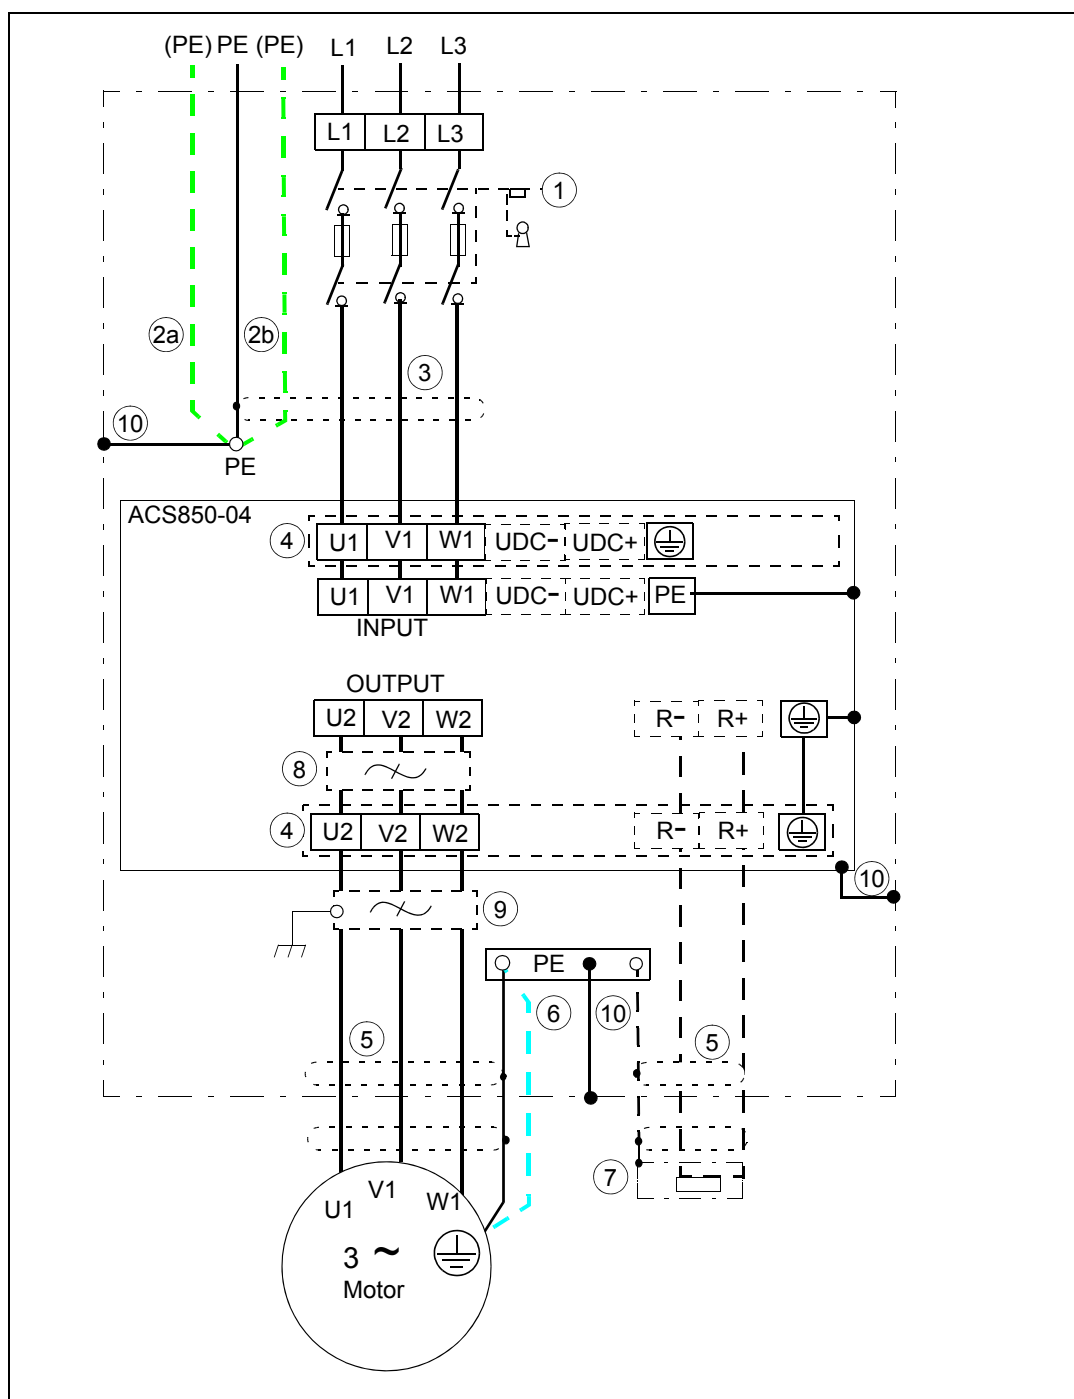 (PE) PE (PE) L1 L2 L3
L1 L2 L3
1
2a 2b
3
10
PE
ACS850-04
4 U1 V1 W1 UDC- UDC+
U1 V1 W1 UDC- UDC+ PE
INPUT
OUTPUT
U2 V2 W2 R- R+
8
4 U2 V2 W2 R- R+
10
9
PE
6 10
5 5
7
U1 V1 W1
3 ~
Motor